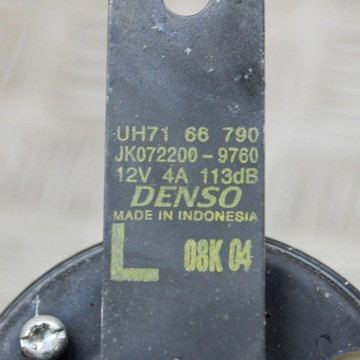 UH71 66 790
JK072200-9760
12V 4A 113dB
DENSO
MADE IN INDONESIA
L 08K 04